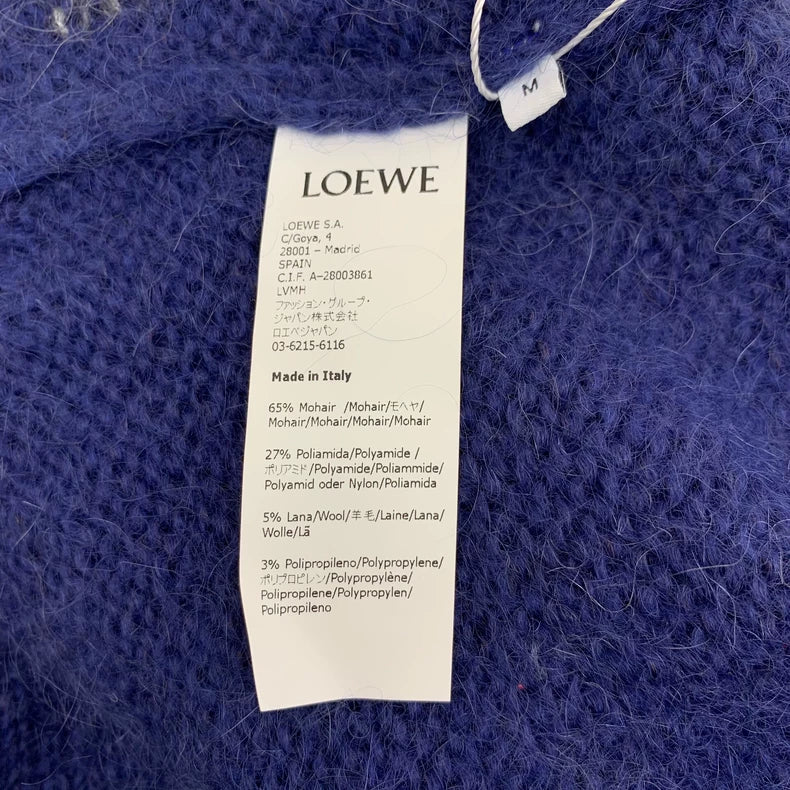 M
LOEWE
LOEWE S.A.
C/Goya, 4
28001 – Madrid
SPAIN
C.I.F. A-28003861
LVMH
ファッション・グループ・
ジャパン株式会社
ロエベジャパン
03-6215-6116
Made in Italy
65% Mohair /Mohair/モヘヤ/
Mohair/Mohair/Mohair/Mohair
27% Poliamida/Polyamide /
ポリアミド/Polyamide/Poliammide/
Polyamid oder Nylon/Poliamida
5% Lana/Wool/羊毛/Laine/Lana/
Wolle/Lã
3% Polipropileno/Polypropylene/
ポリプロピレン/Polypropylène/
Polipropilene/Polypropylen/
Polipropileno